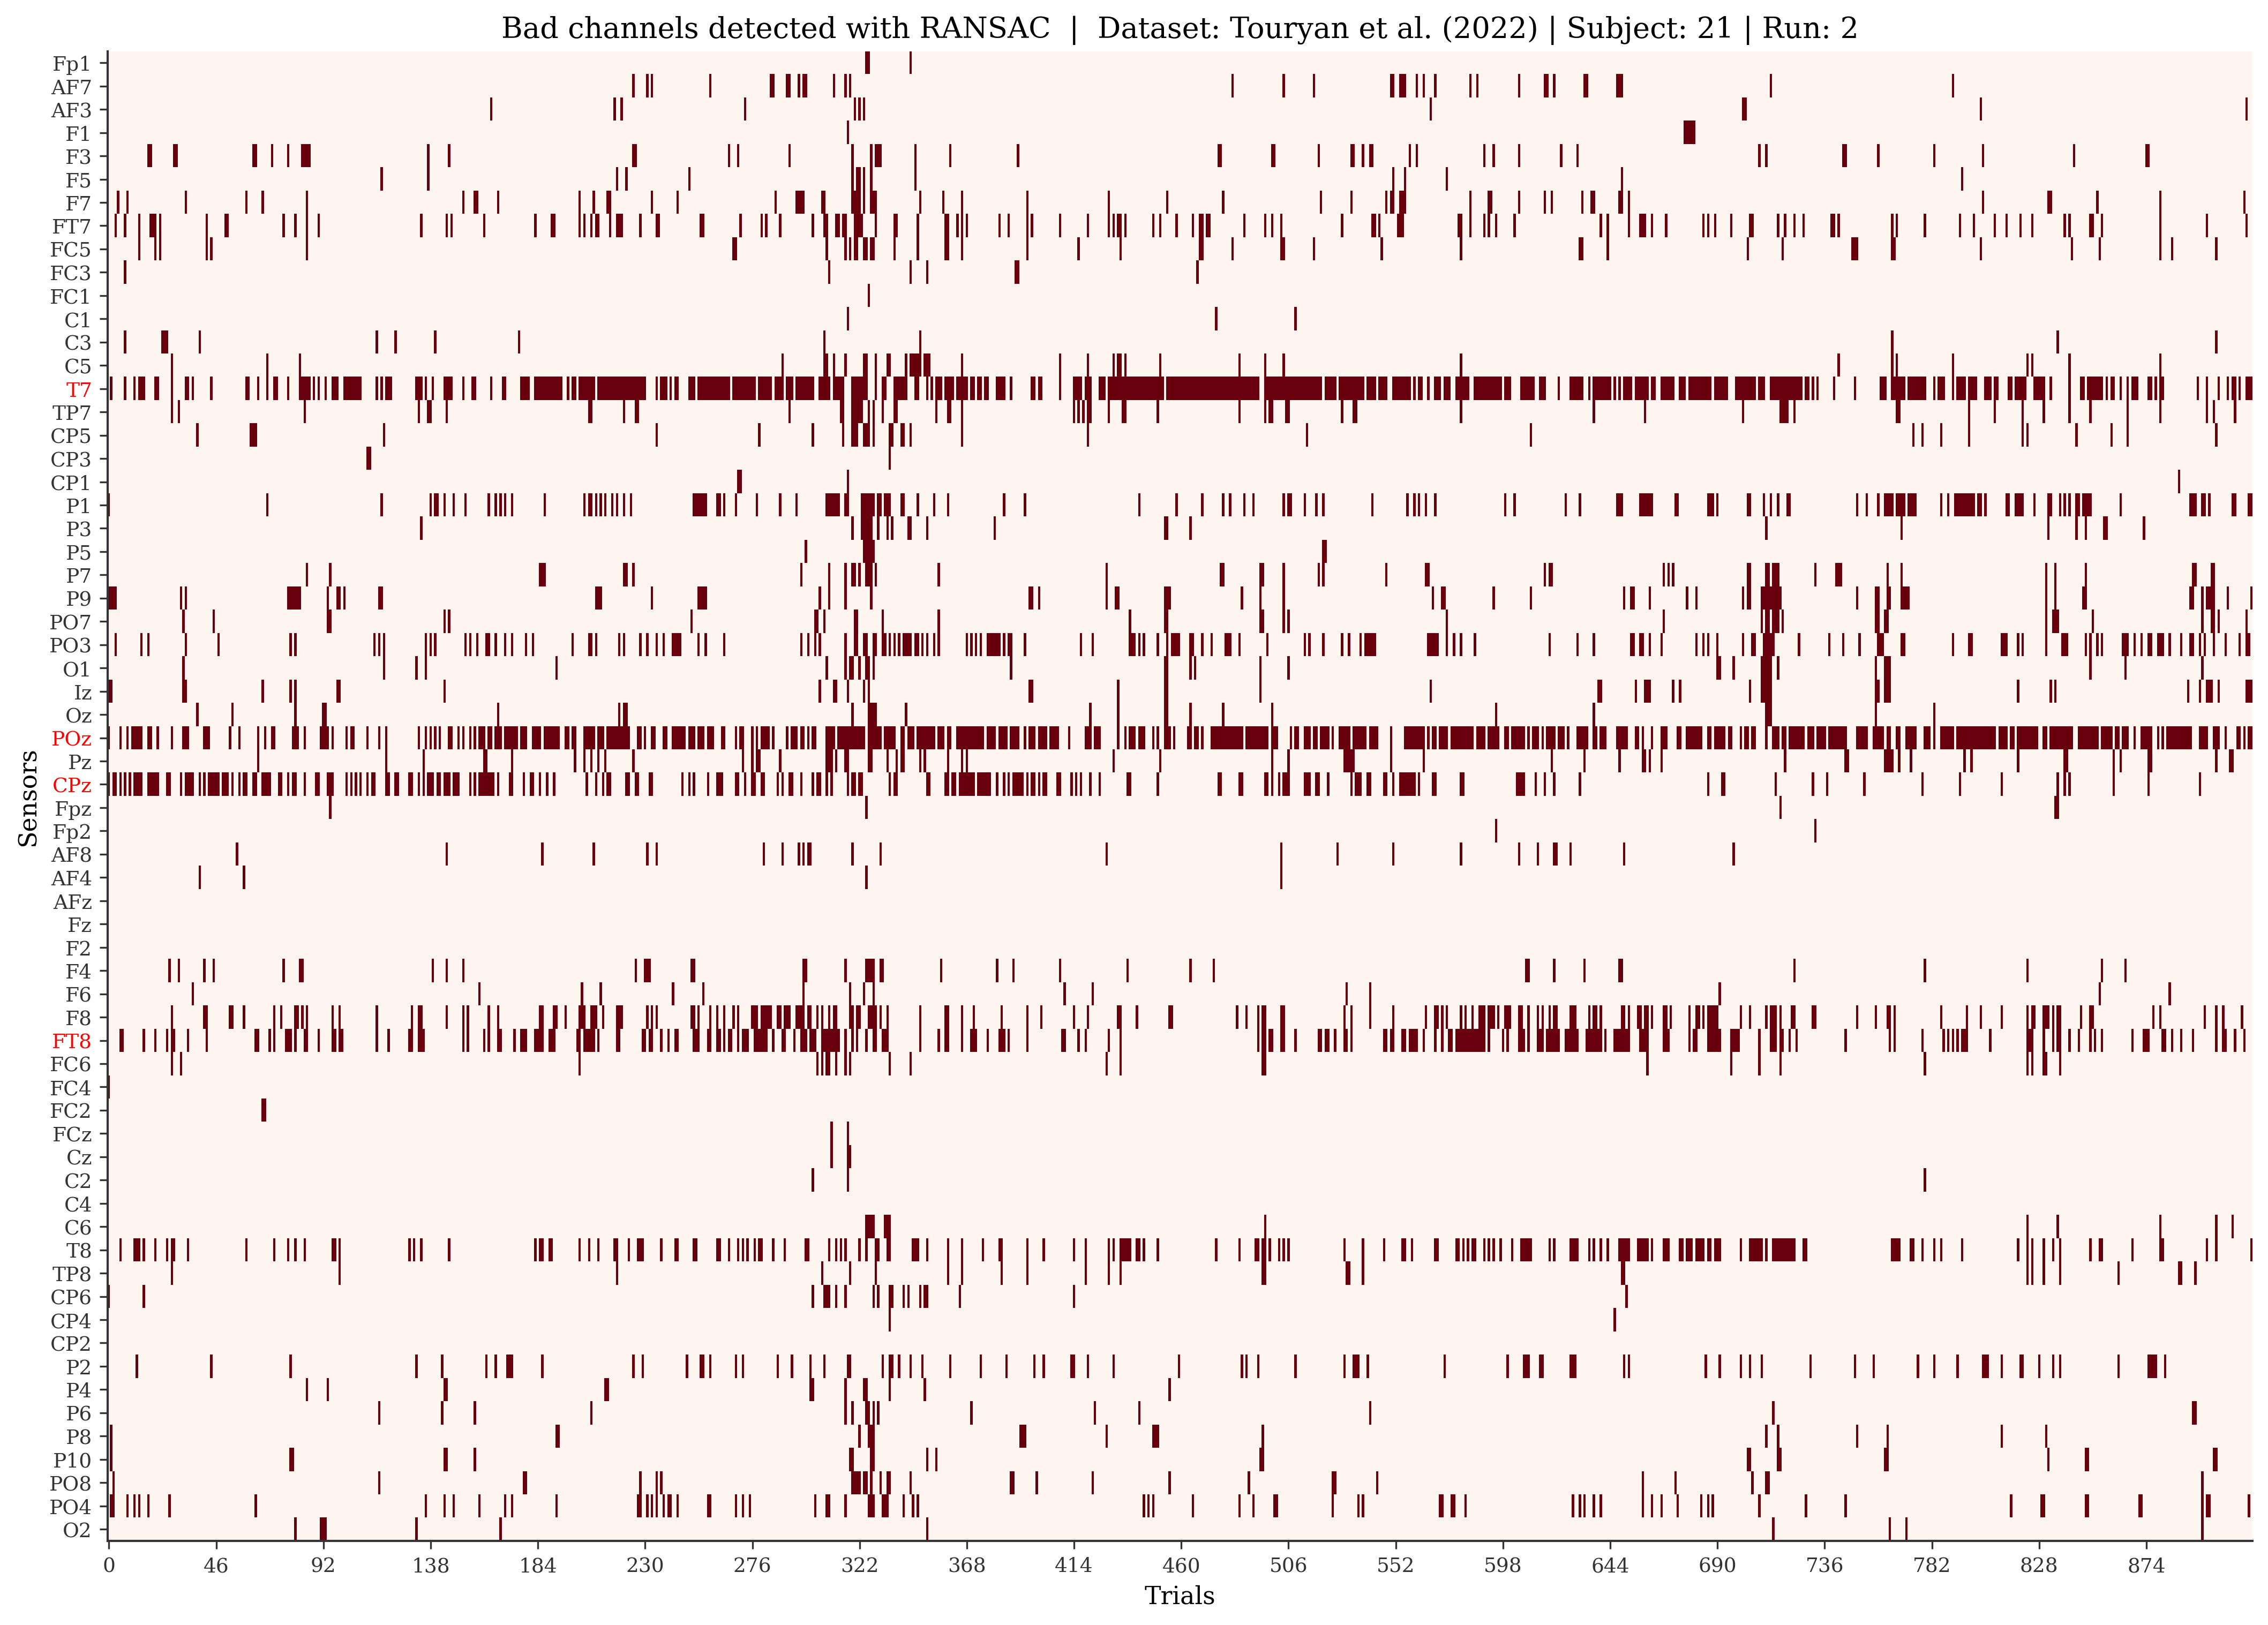 Bad channels detected with RANSAC | Dataset: Touryan et al. (2022) | Subject: 21 | Run: 2
Sensors
Fp1
AF7
AF3
F1
F3
F5
F7
FT7
FC5
FC3
FC1
C1
C3
C5
T7
TP7
CP5
CP3
CP1
P1
P3
P5
P7
P9
PO7
PO3
O1
Iz
Oz
POz
Pz
CPz
Fpz
Fp2
AF8
AF4
AFz
Fz
F2
F4
F6
F8
FT8
FC6
FC4
FC2
FCz
Cz
C2
C4
C6
T8
TP8
CP6
CP4
CP2
P2
P4
P6
P8
P10
PO8
PO4
O2
0 46 92 138 184 230 276 322 368 414 460 506 552 598 644 690 736 782 828 874
Trials